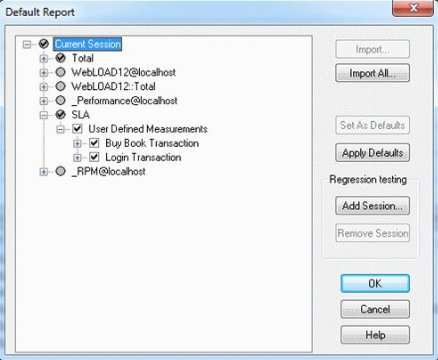 Default Report
Current Session
Total
WebLOAD12@localhost
WebLOAD12::Total
_Performance@localhost
SLA
User Defined Measurements
Buy Book Transaction
Login Transaction
_RPM@localhost
Import...
Import All...
Set As Defaults
Apply Defaults
Regression testing
Add Session...
Remove Session
OK
Cancel
Help